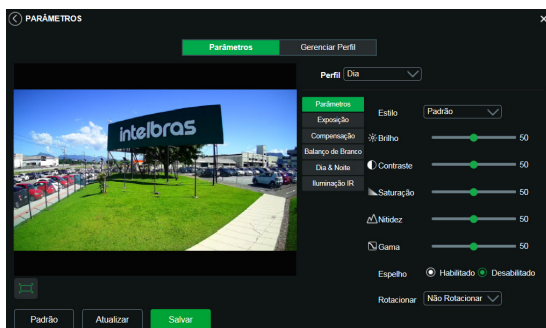 PARÂMETROS
×
Parâmetros Gerenciar Perfil
Perfil Dia
intelbras
Parâmetros
Exposição
Compensação
Balanço de Branco
Dia & Noite
Iluminação IR
Estilo Padrão
Brilho 50
Contraste 50
Saturação 50
Nitidez 50
Gama 50
Espelho Habilitado Desabilitado
Rotacionar Não Rotacionar
Padrão Atualizar Salvar